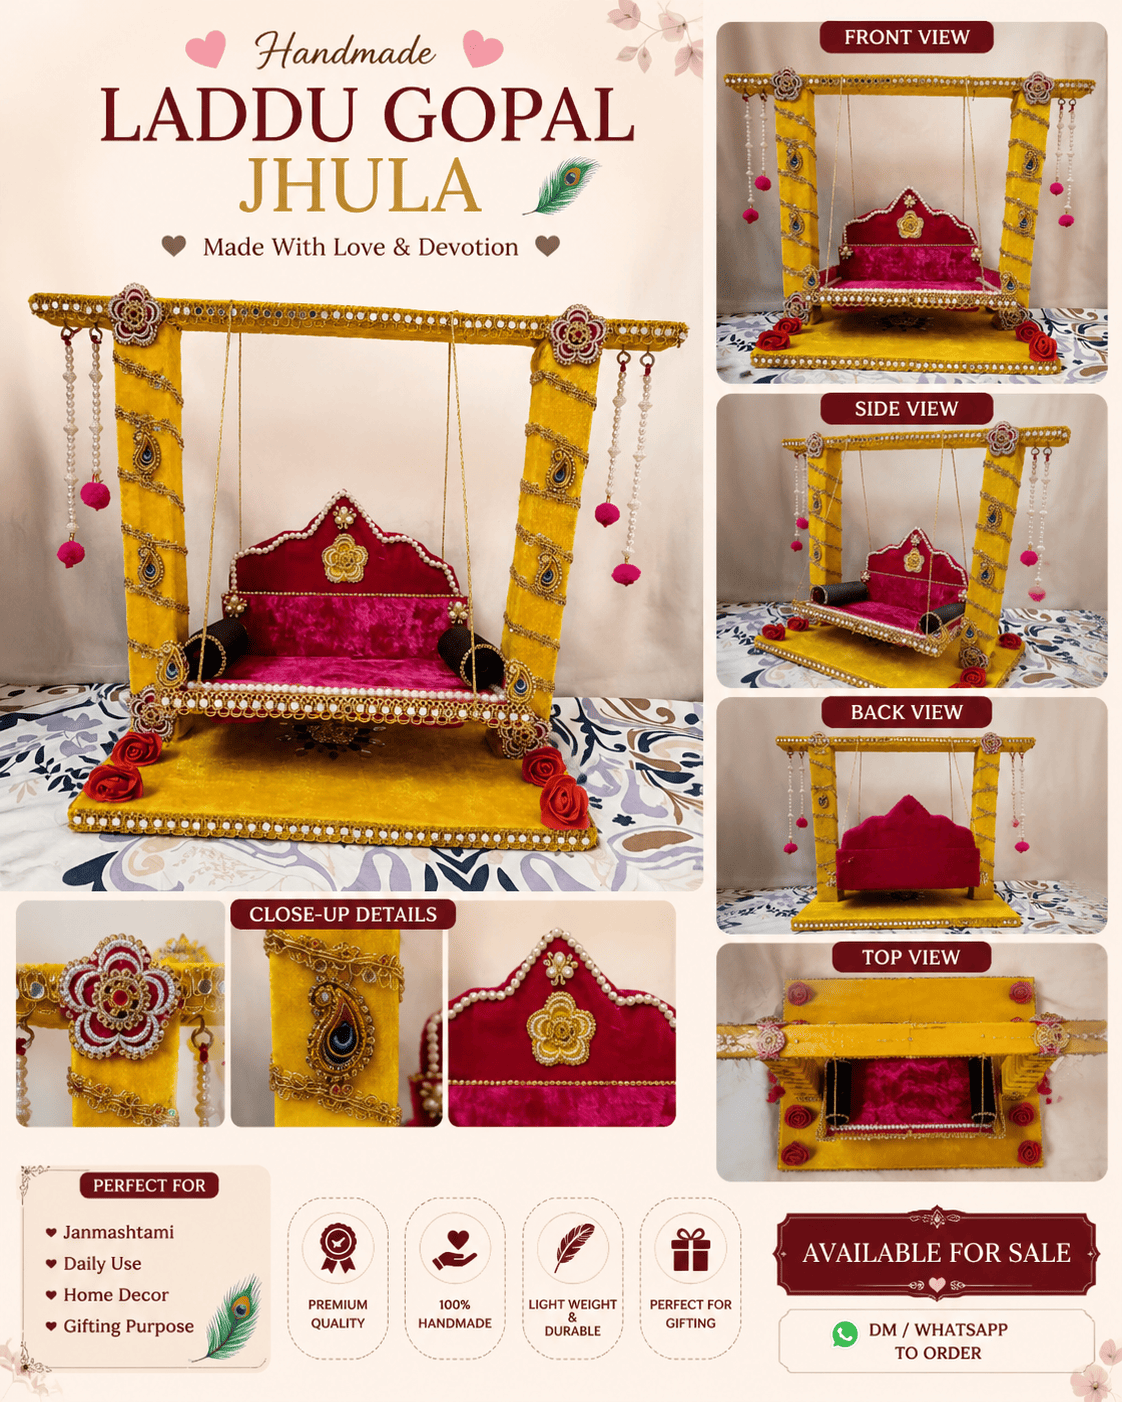 Handmade
LADDU GOPAL
JHULA
Made With Love & Devotion
FRONT VIEW
SIDE VIEW
BACK VIEW
TOP VIEW
CLOSE-UP DETAILS
PERFECT FOR
Janmashtami
Daily Use
Home Decor
Gifting Purpose
PREMIUM
QUALITY
100%
HANDMADE
LIGHT WEIGHT
&
DURABLE
PERFECT FOR
GIFTING
AVAILABLE FOR SALE
DM / WHATSAPP
TO ORDER